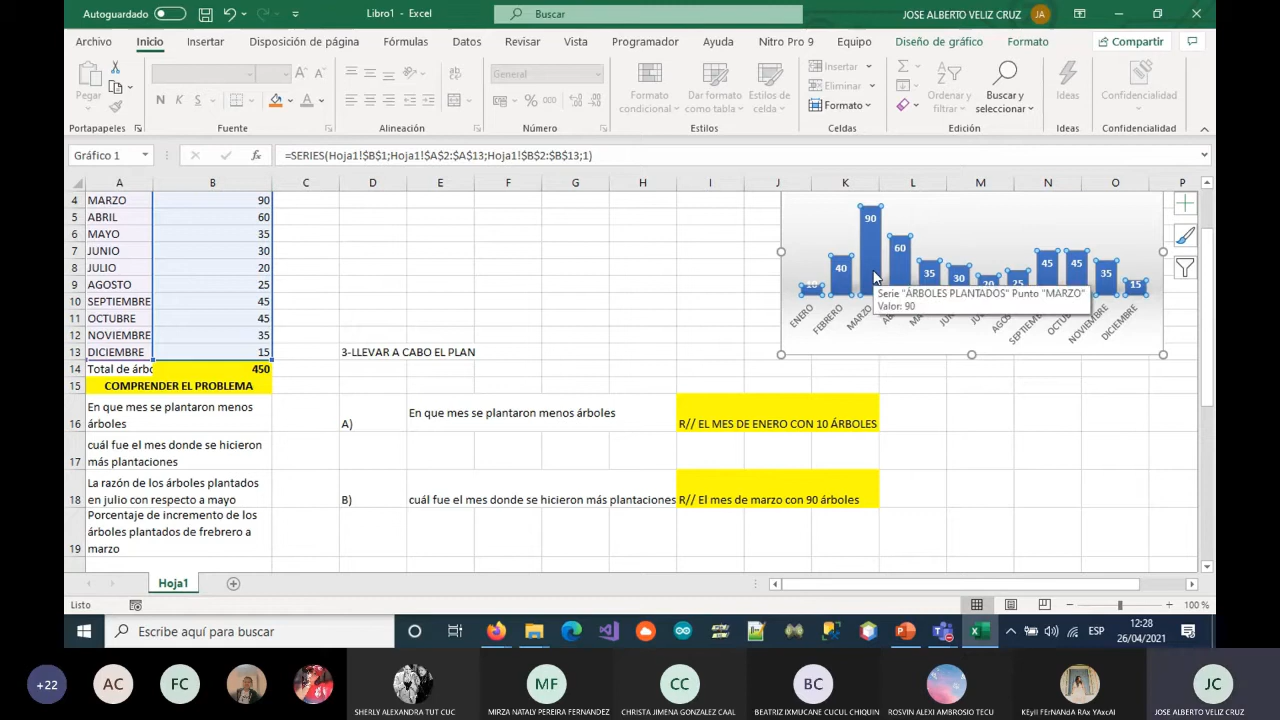 Autoguardado
Libro1 - Excel
Buscar
JOSE ALBERTO VELIZ CRUZ
JA
Archivo Inicio Insertar Disposición de página Fórmulas Datos Revisar Vista Programador Ayuda Nitro Pro 9 Equipo Diseño de gráfico Formato Compartir
Pegar
N K S
General
% 000
Formato condicional
Dar formato como tabla
Estilos de celda
Insertar
Eliminar
Formato
Ordenar y filtrar
Buscar y seleccionar
Ideas
Confidencialidad
Portapapeles Fuente Alineación Número Estilos Celdas Edición Ideas Confidencialidad
Gráfico 1 fx =SERIES(Hoja1!$B$1;Hoja1!$A$2:$A$13;Hoja1!$B$2:$B$13;1)
A B C D E F G H I J K L M N O P
4 MARZO 90
5 ABRIL 60
6 MAYO 35
7 JUNIO 30
8 JULIO 20
9 AGOSTO 25
10 SEPTIEMBRE 45
11 OCTUBRE 45
12 NOVIEMBRE 35
13 DICIEMBRE 15 3-LLEVAR A CABO EL PLAN
14 Total de árbo 450
15 COMPRENDER EL PROBLEMA
16 En que mes se plantaron menos árboles A) En que mes se plantaron menos árboles R// EL MES DE ENERO CON 10 ÁRBOLES
17 cuál fue el mes donde se hicieron más plantaciones
18 La razón de los árboles plantados en julio con respecto a mayo B) cuál fue el mes donde se hicieron más plantaciones R// El mes de marzo con 90 árboles
19 Porcentaje de incremento de los árboles plantados de frebrero a marzo
40 90 60 35 30 20 25 45 45 35 15
ENERO FEBRERO MARZO NOVIEMBRE DICIEMBRE
Serie "ÁRBOLES PLANTADOS" Punto "MARZO"
Valor: 90
Hoja1
Listo
100 %
Escribe aquí para buscar
ESP
12:28
26/04/2021
+22
AC
FC
SHERLY ALEXANDRA TUT CUC
MF
MIRZA NATALY PEREIRA FERNANDEZ
CC
CHRISTA JIMENA GONZALEZ CAAL
BC
BEATRIZ IXMUCANE CUCUL CHIQUIN
ROSVIN ALEXI AMBROSIO TECU
KEyll FErNANdA RAx YAxcAl
JC
JOSE ALBERTO VELIZ CRUZ